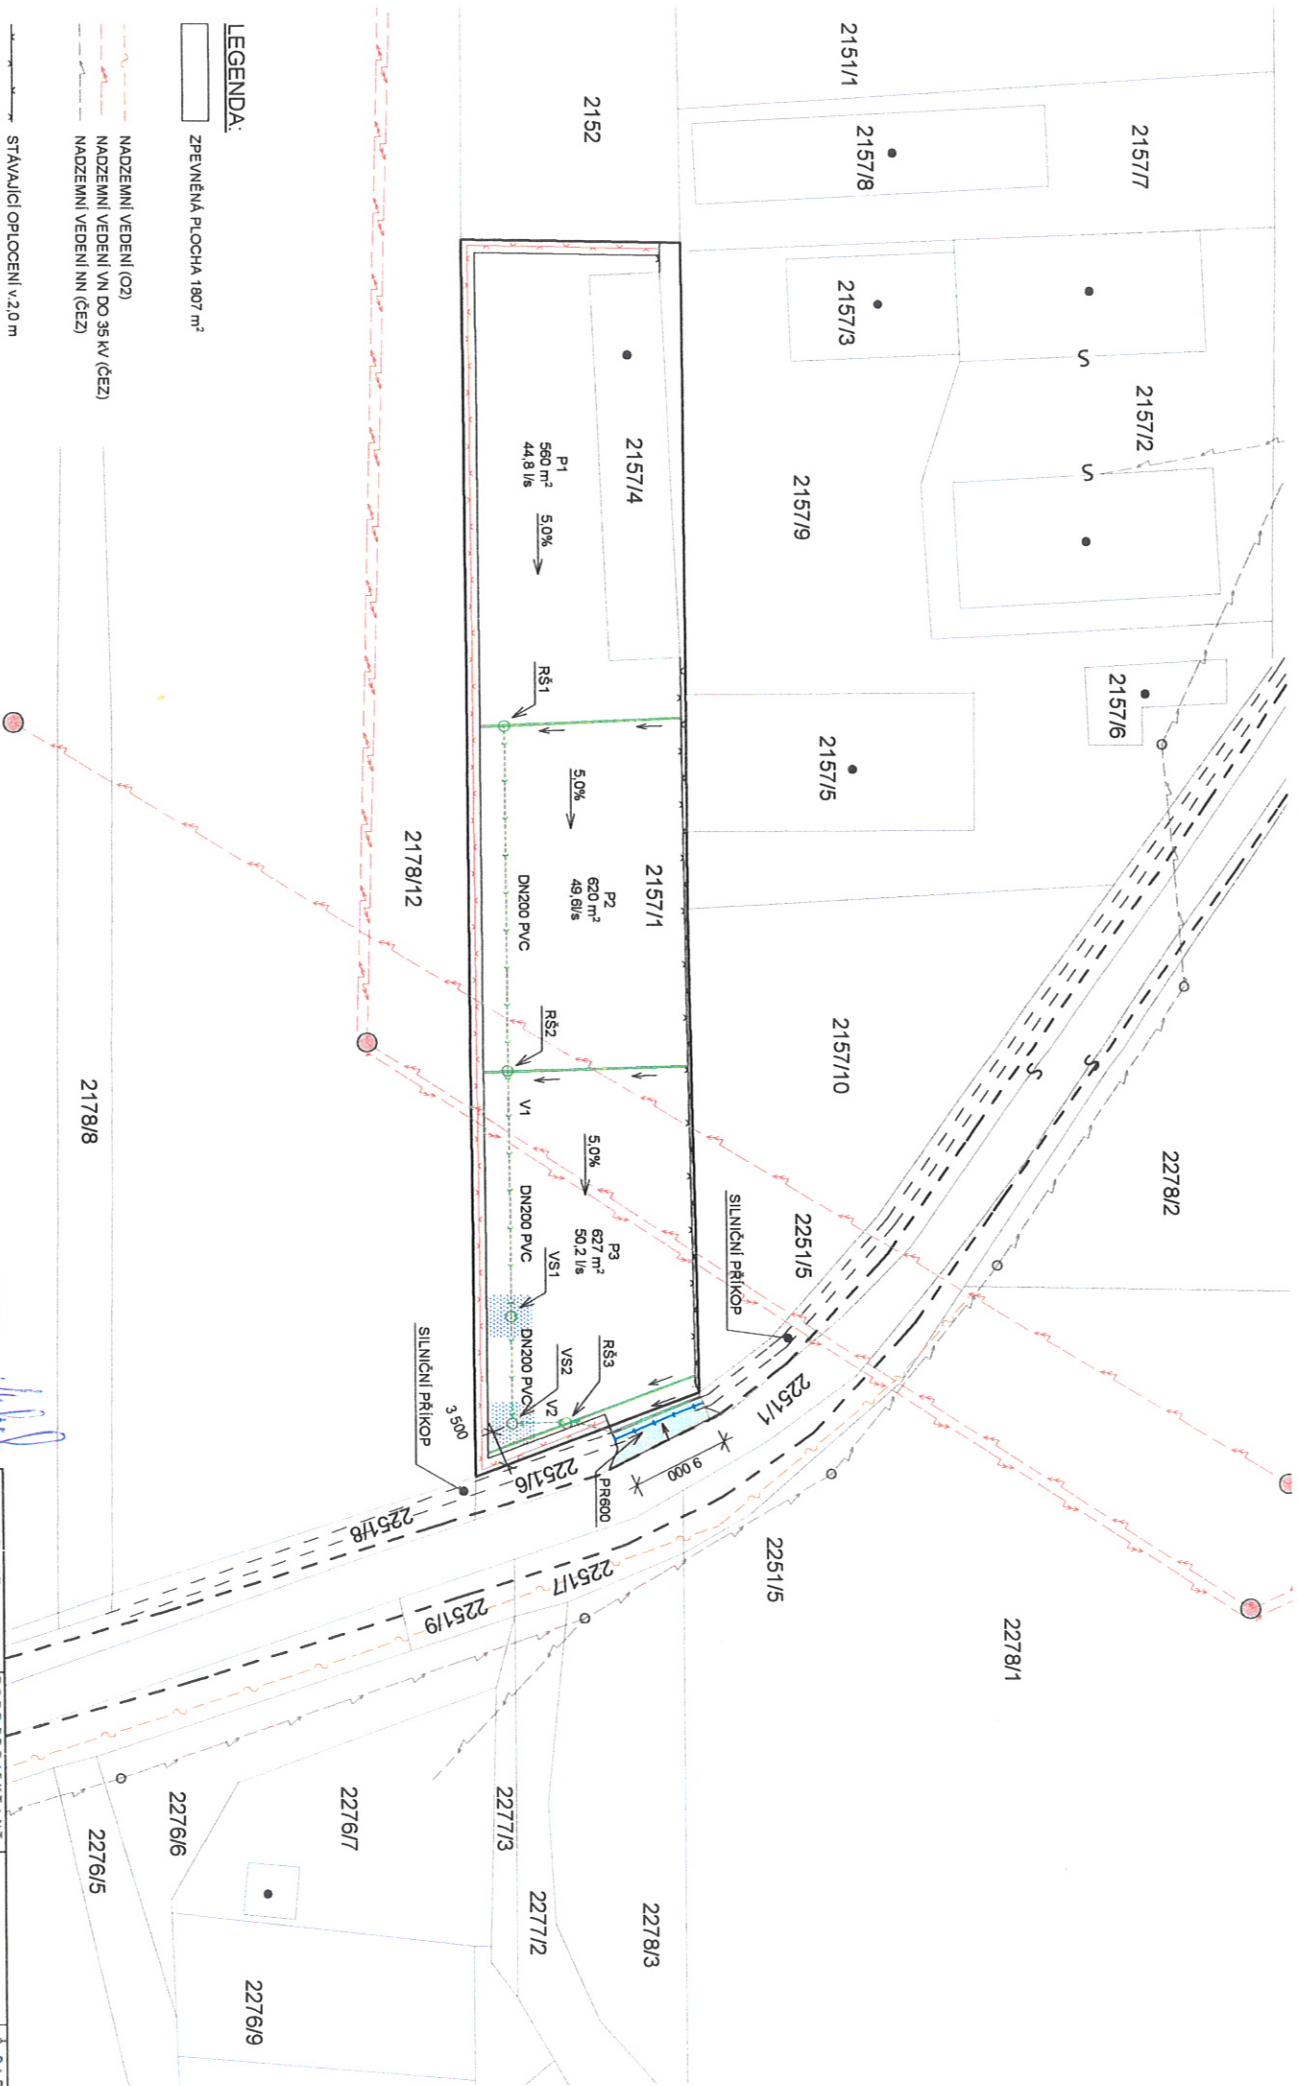 LEGENDA:
ZPEVNĚNÁ PLOCHA 1807 m²
NADZEMNÍ VEDENÍ (O2)
NADZEMNÍ VEDENÍ VN DO 35 kV (ČEZ)
NADZEMNÍ VEDENÍ NN (ČEZ)
STÁVAJÍCÍ OPLOCENÍ v.2,0 m
2151/1
2152
2157/8
2157/7
2157/3
2157/2
2157/4
2157/9
2157/6
2157/5
2157/1
2157/10
P1
560 m²
44,8 l/s
5,0%
RŠ1
5,0%
P2
620 m²
49,6l/s
DN200 PVC
RŠ2
V1
5,0%
P3
627 m²
50,2 l/s
DN200 PVC
VS1
DN200 PVC
VS2
V2
RŠ3
3 500
9 000
PR600
SILNIČNÍ PŘÍKOP
SILNIČNÍ PŘÍKOP
2178/12
2178/8
2278/2
2251/5
2251/1
2251/6
2251/8
2251/7
2251/9
2251/5
2278/1
2276/5
2276/6
2276/7
2277/3
2277/2
2278/3
2276/9